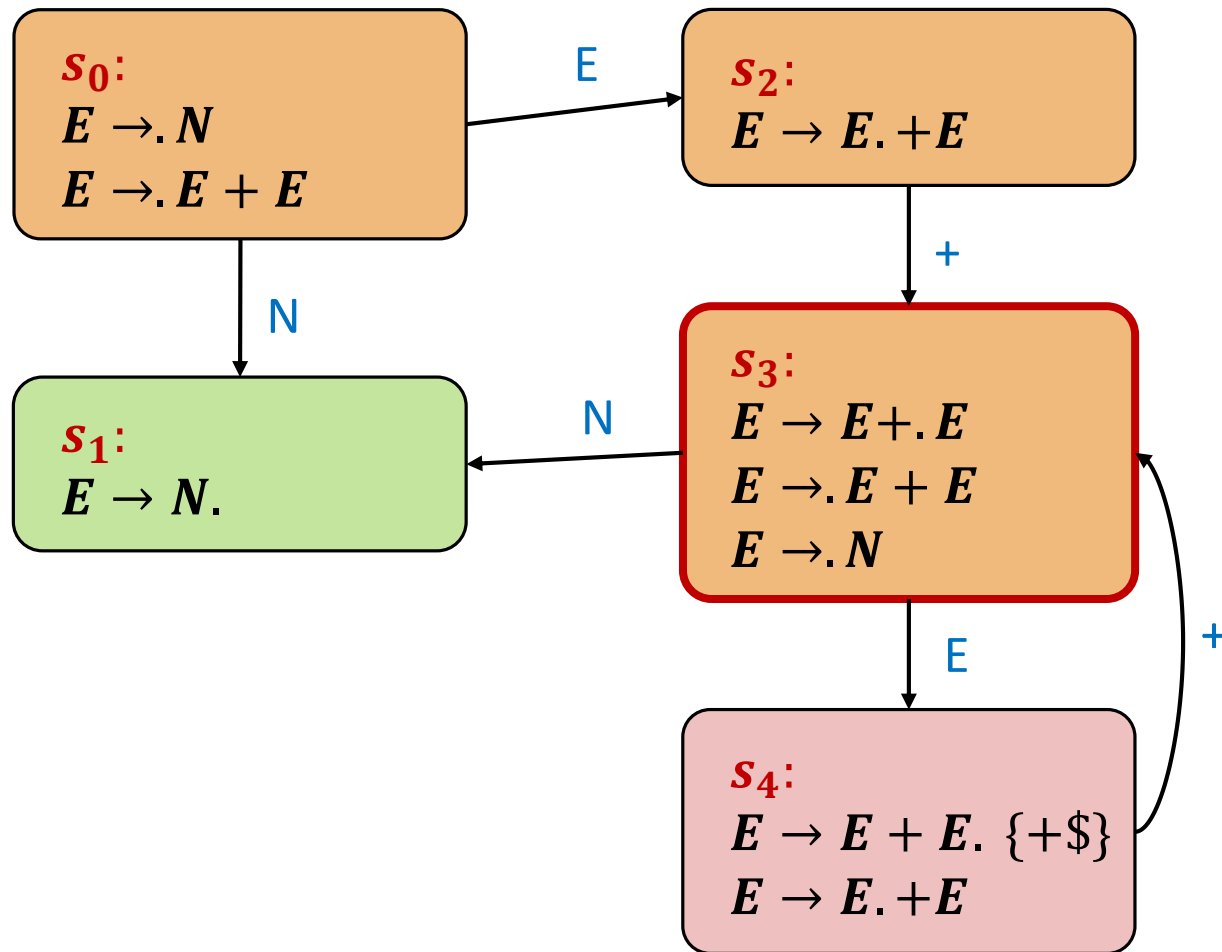 s₀:
E →. N
E →. E + E
E
s₂:
E → E. +E
N
+
s₁:
E → N.
N
s₃:
E → E+. E
E →. E + E
E →. N
E
+
s₄:
E → E + E. {+$}
E → E. +E